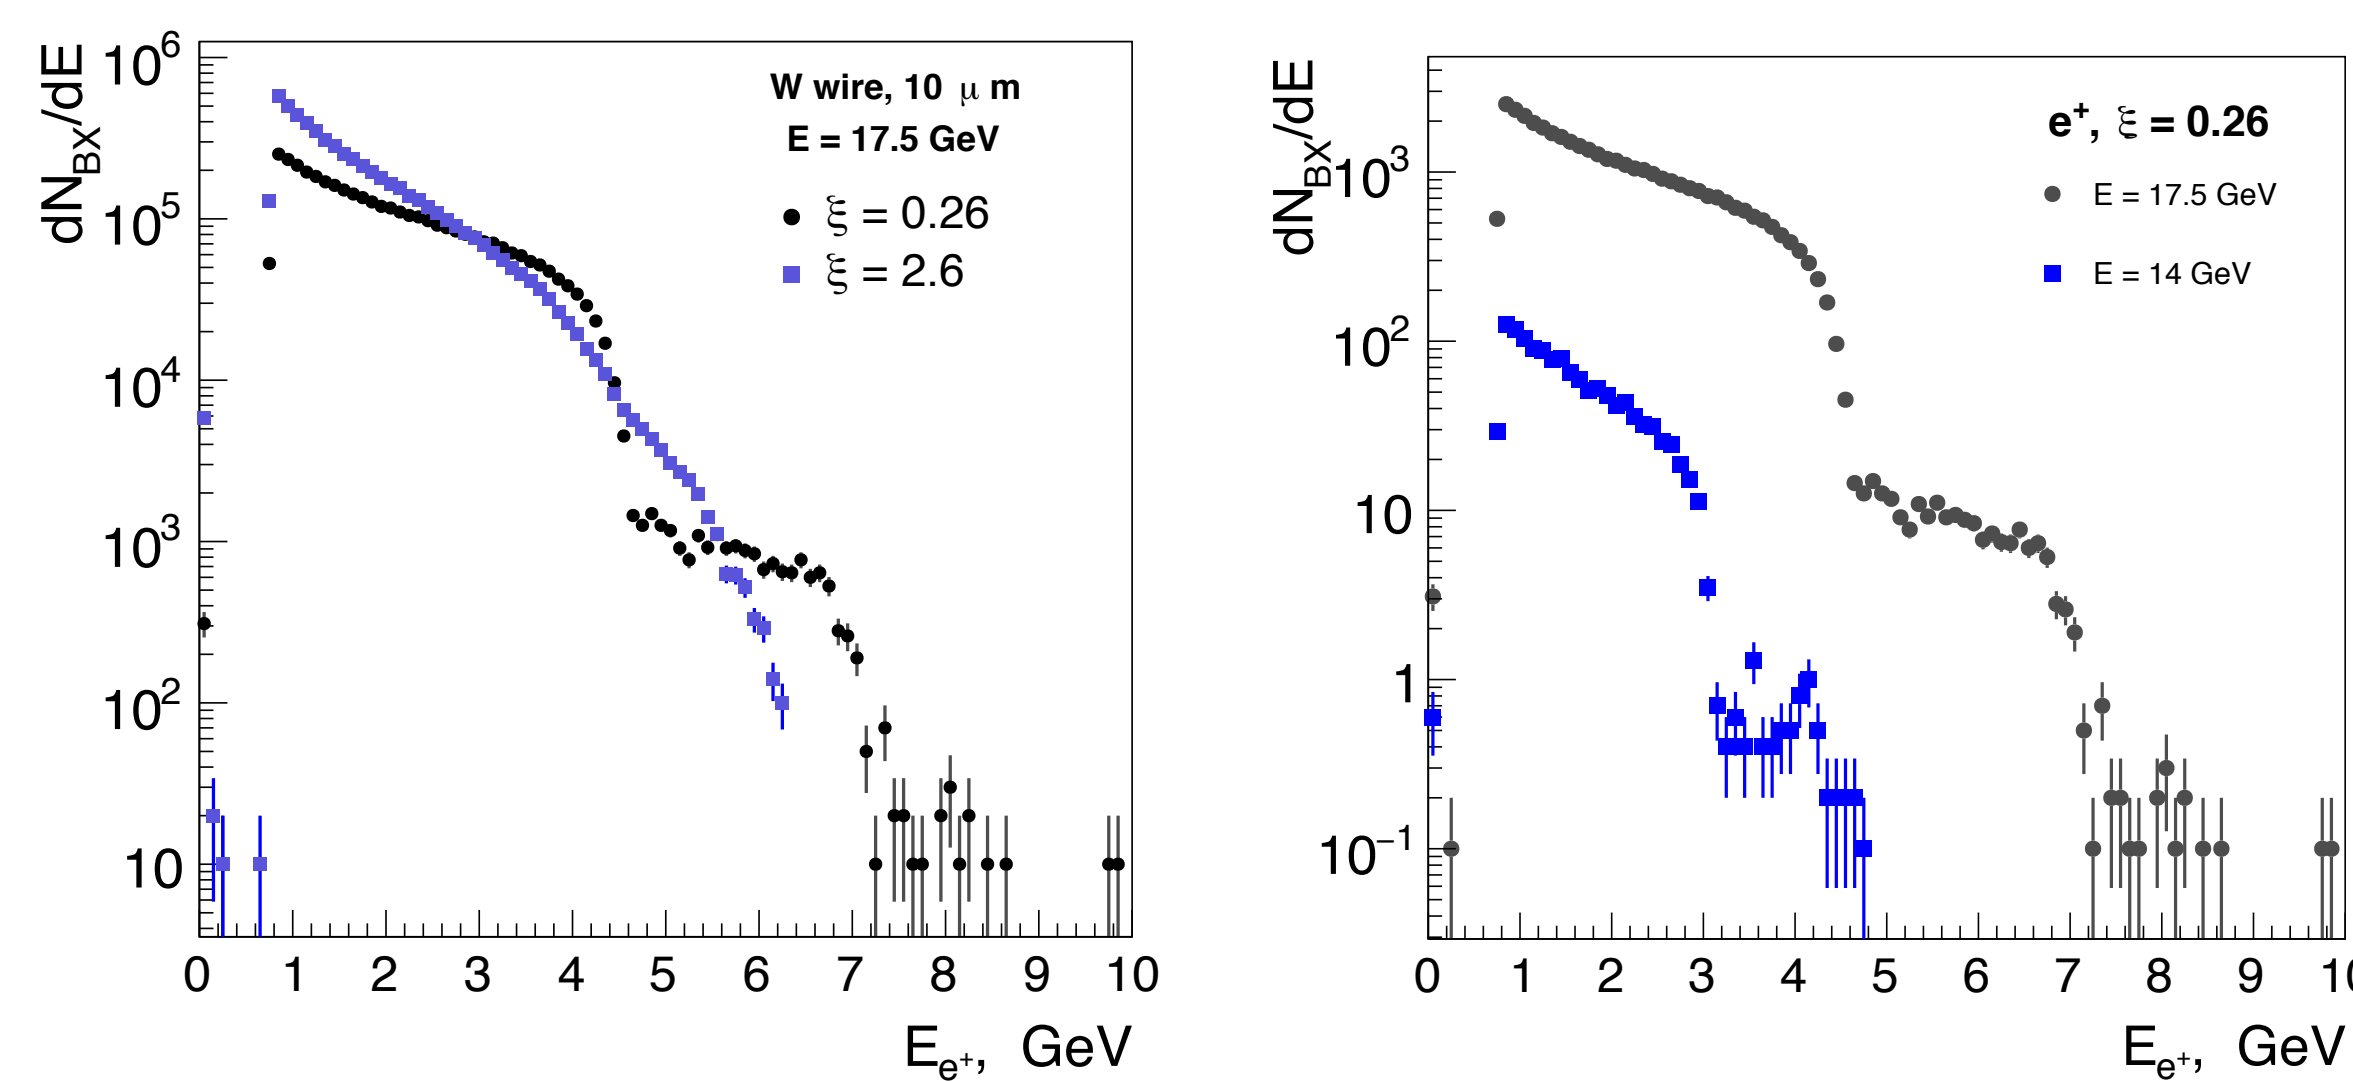 dN_BX/dE
10^6
10^5
10^4
10^3
10^2
10
W wire, 10 μ m
E = 17.5 GeV
ξ = 0.26
ξ = 2.6
0 1 2 3 4 5 6 7 8 9 10
E_e^+, GeV
dN_BX/dE
10^3
10^2
10
1
10^−1
e^+, ξ = 0.26
E = 17.5 GeV
E = 14 GeV
0 1 2 3 4 5 6 7 8 9 10
E_e^+, GeV